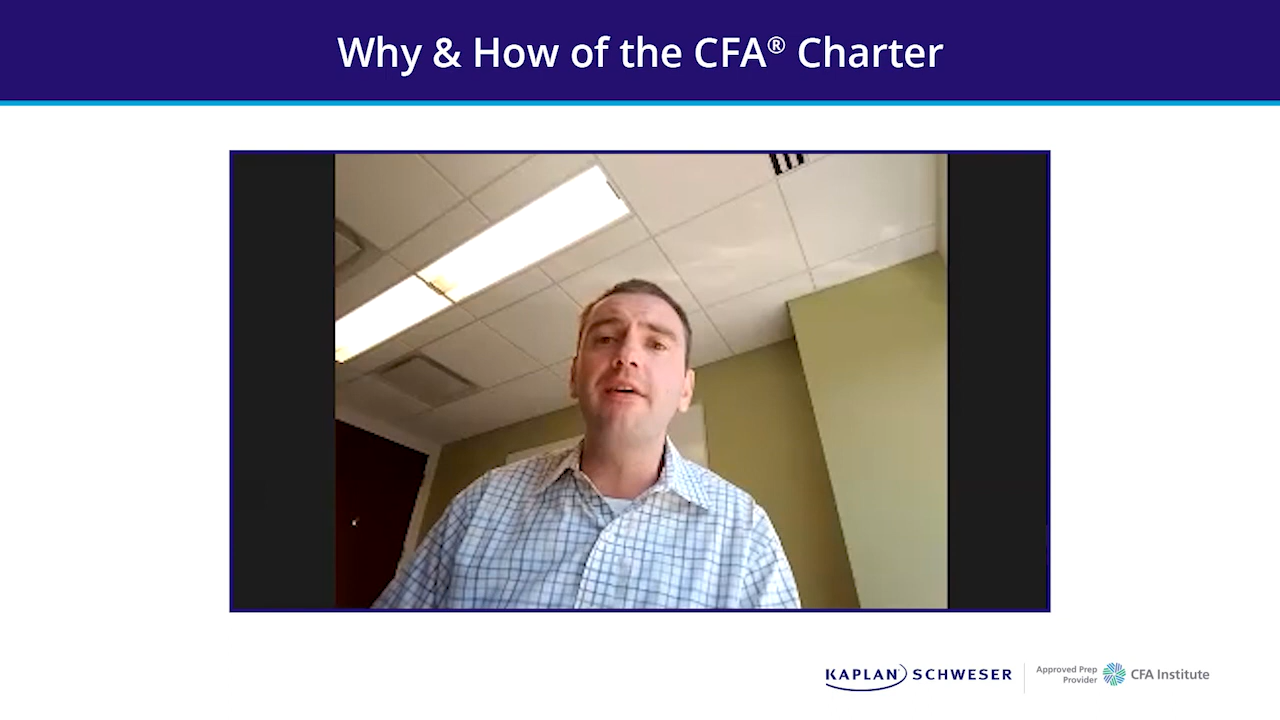 Why & How of the CFA® Charter
KAPLAN SCHWESER
Approved Prep
Provider
CFA Institute